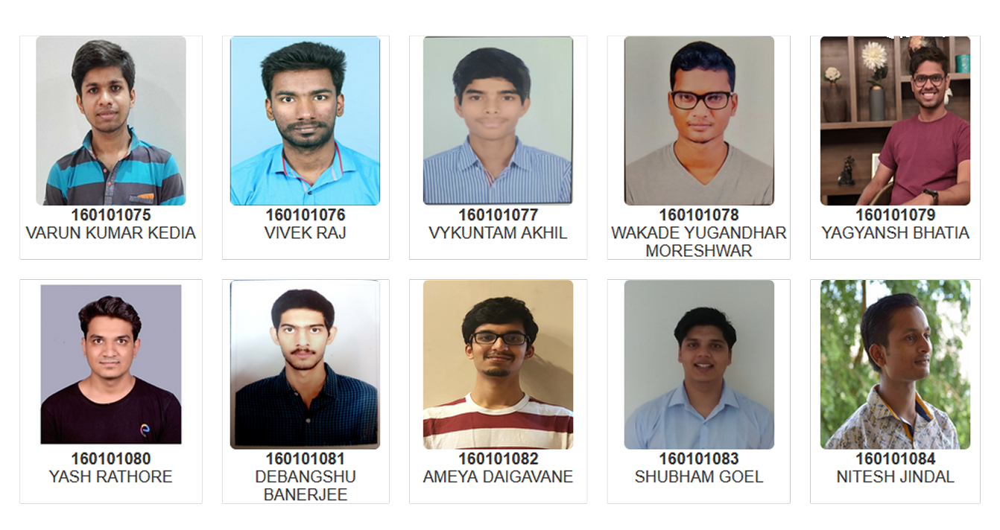 160101075
VARUN KUMAR KEDIA
160101076
VIVEK RAJ
160101077
VYKUNTAM AKHIL
160101078
WAKADE YUGANDHAR
MORESHWAR
160101079
YAGYANSH BHATIA
160101080
YASH RATHORE
160101081
DEBANGSHU
BANERJEE
160101082
AMEYA DAIGAVANE
160101083
SHUBHAM GOEL
160101084
NITESH JINDAL